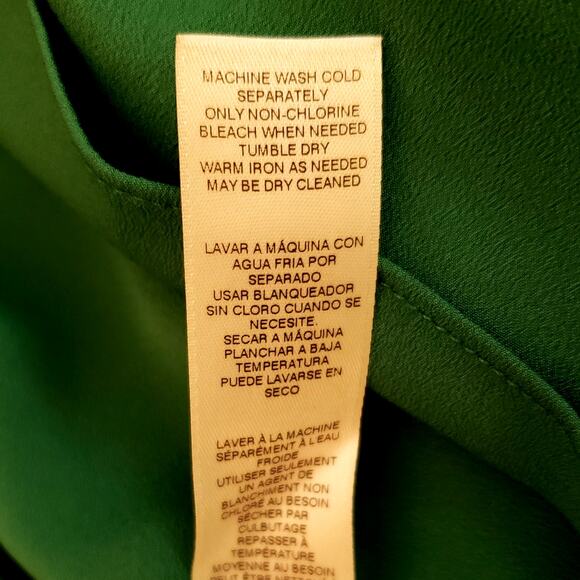 MACHINE WASH COLD
SEPARATELY
ONLY NON-CHLORINE
BLEACH WHEN NEEDED
TUMBLE DRY
WARM IRON AS NEEDED
MAY BE DRY CLEANED
LAVAR A MÁQUINA CON
AGUA FRIA POR
SEPARADO
USAR BLANQUEADOR
SIN CLORO CUANDO SE
NECESITE.
SECAR A MÁQUINA
PLANCHAR A BAJA
TEMPERATURA
PUEDE LAVARSE EN
SECO
LAVER À LA MACHINE
SÉPARÉMENT À L'EAU
FROIDE
UTILISER SEULEMENT
UN AGENT DE
BLANCHIMENT NON
CHLORÉ AU BESOIN
SÉCHER PAR
CULBUTAGE
REPASSER À
TEMPÉRATURE
MOYENNE AU BESOIN
PEUT ÊTRE